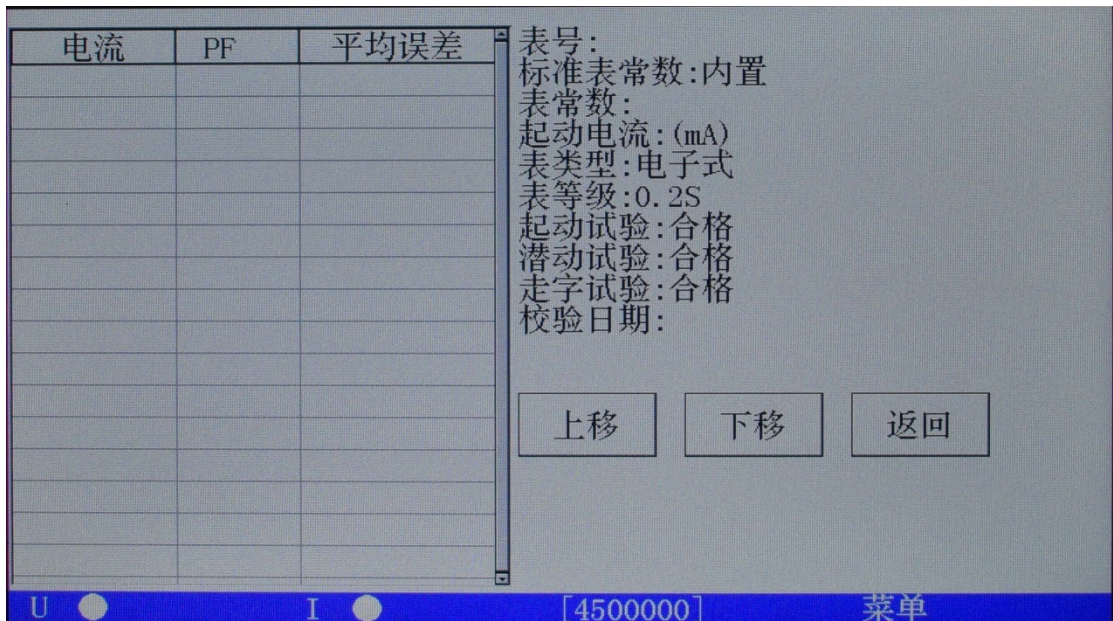 电流 PF 平均误差
表号:
标准表常数:内置
表常数:
起动电流:(mA)
表类型:电子式
表等级:0.2S
起动试验:合格
潜动试验:合格
走字试验:合格
校验日期:
上移 下移 返回
U I [4500000] 菜单